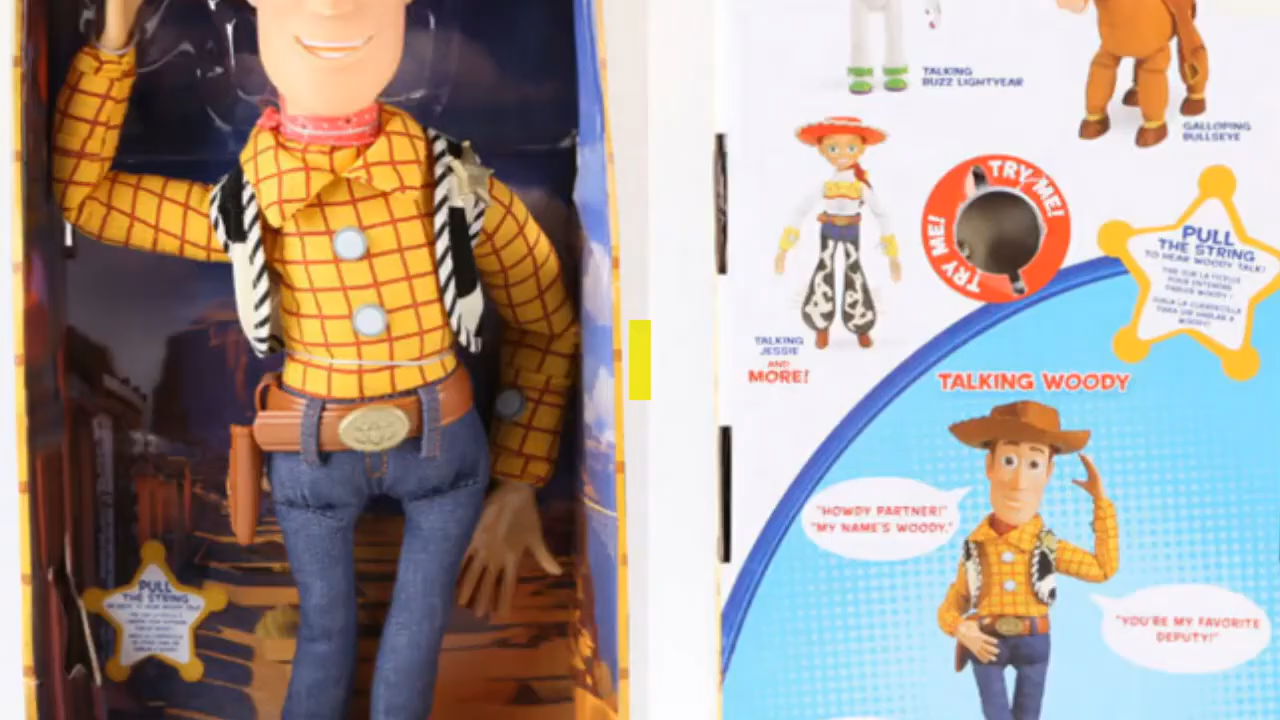 PULL
THE STRING
TALKING
BUZZ LIGHTYEAR
GALLOPING
BULLSEYE
TRY ME!
TRY ME!
PULL
THE STRING
TO HEAR WOODY TALK!
TALKING
JESSIE
AND
MORE!
TALKING WOODY
"HOWDY PARTNER!"
"MY NAME'S WOODY."
"YOU'RE MY FAVORITE
DEPUTY!"